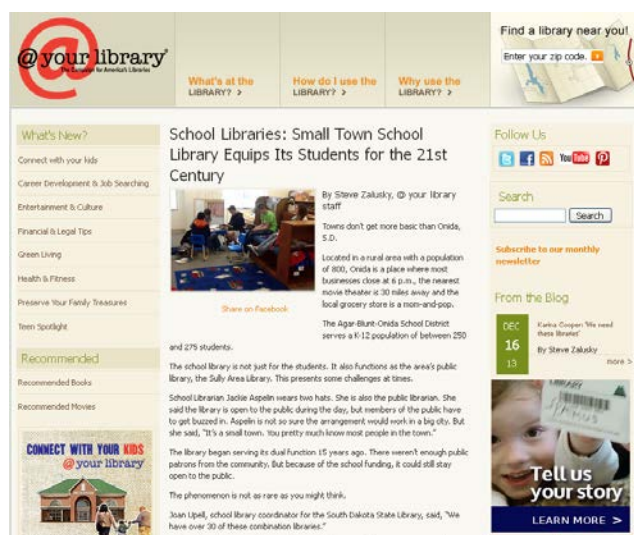 @ your library®
The Campaign for America's Libraries
What's at the
LIBRARY? >
How do I use the
LIBRARY? >
Why use the
LIBRARY? >
Find a library near you!
Enter your zip code.
What's New?
Connect with your kids
Career Development & Job Searching
Entertainment & Culture
Financial & Legal Tips
Green Living
Health & Fitness
Preserve Your Family Treasures
Teen Spotlight
Recommended
Recommended Books
Recommended Movies
CONNECT WITH YOUR KIDS
@ your library®
School Libraries: Small Town School
Library Equips Its Students for the 21st
Century
By Steve Zalusky, @ your library
staff
Towns don't get more basic than Onida,
S.D.
Located in a rural area with a population
of 800, Onida is a place where most
businesses close at 6 p.m., the nearest
movie theater is 30 miles away and the
local grocery store is a mom-and-pop.
Share on Facebook
The Agar-Blunt-Onida School District
serves a K-12 population of between 250
and 275 students.
The school library is not just for the students. It also functions as the area's public
library, the Sully Area Library. This presents some challenges at times.
School Librarian Jackie Aspelin wears two hats. She is also the public librarian. She
said the library is open to the public during the day, but members of the public have
to get buzzed in. Aspelin is not so sure the arrangement would work in a big city. But
she said, "It's a small town. You pretty much know most people in the town."
The library began serving its dual function 15 years ago. There weren't enough public
patrons from the community. But because of the school funding, it could still stay
open to the public.
The phenomenon is not as rare as you might think.
Joan Upell, school library coordinator for the South Dakota State Library, said, "We
have over 30 of these combination libraries."
Follow Us
You Tube
Search
Search
Subscribe to our monthly
newsletter
From the Blog
DEC
16
13
Karina Cooper: 'We need
these libraries'
By Steve Zalusky
more >
LIBRARY
Tell us
your story
LEARN MORE >